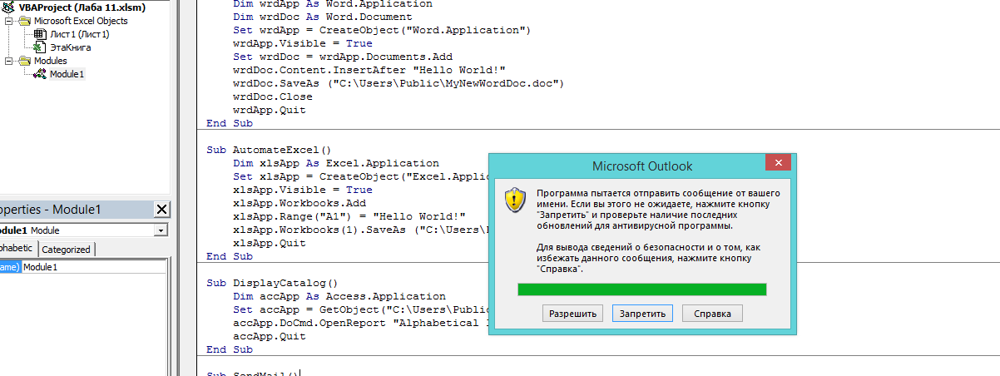 VBAProject (Лаба 11.xlsm)
Microsoft Excel Objects
Лист1 (Лист1)
ЭтаКнига
Modules
Module1
operties - Module1
odule1 Module
phabetic Categorized
ame) Module1
Dim wrdApp As Word.Application
Dim wrdDoc As Word.Document
Set wrdApp = CreateObject("Word.Application")
wrdApp.Visible = True
Set wrdDoc = wrdApp.Documents.Add
wrdDoc.Content.InsertAfter "Hello World!"
wrdDoc.SaveAs ("C:\Users\Public\MyNewWordDoc.doc")
wrdDoc.Close
wrdApp.Quit
End Sub
Sub AutomateExcel()
Dim xlsApp As Excel.Application
Set xlsApp = CreateObject("Excel.Applic
xlsApp.Visible = True
xlsApp.Workbooks.Add
xlsApp.Range("A1") = "Hello World!"
xlsApp.Workbooks(1).SaveAs ("C:\Users\
xlsApp.Quit
End Sub
Sub DisplayCatalog()
Dim accApp As Access.Application
Set accApp = GetObject("C:\Users\Public
accApp.DoCmd.OpenReport "Alphabetical
accApp.Quit
End Sub
Sub SendMail()
Microsoft Outlook
Программа пытается отправить сообщение от вашего
имени. Если вы этого не ожидаете, нажмите кнопку
"Запретить" и проверьте наличие последних
обновлений для антивирусной программы.
Для вывода сведений о безопасности и о том, как
избежать данного сообщения, нажмите кнопку
"Справка".
Разрешить Запретить Справка